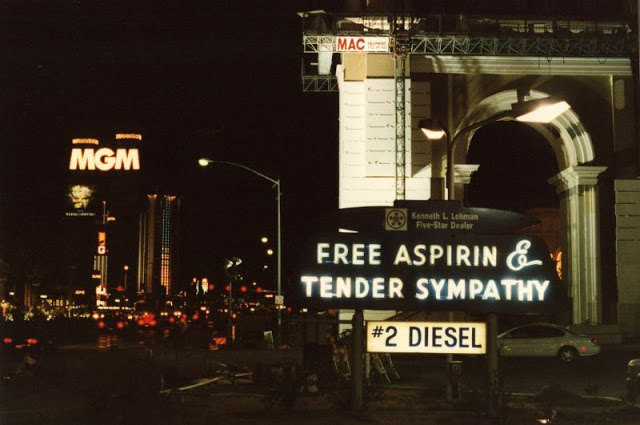 MAC
MGM
Kenneth L. Lehman
Five-Star Dealer
FREE ASPIRIN &
TENDER SYMPATHY
#2 DIESEL